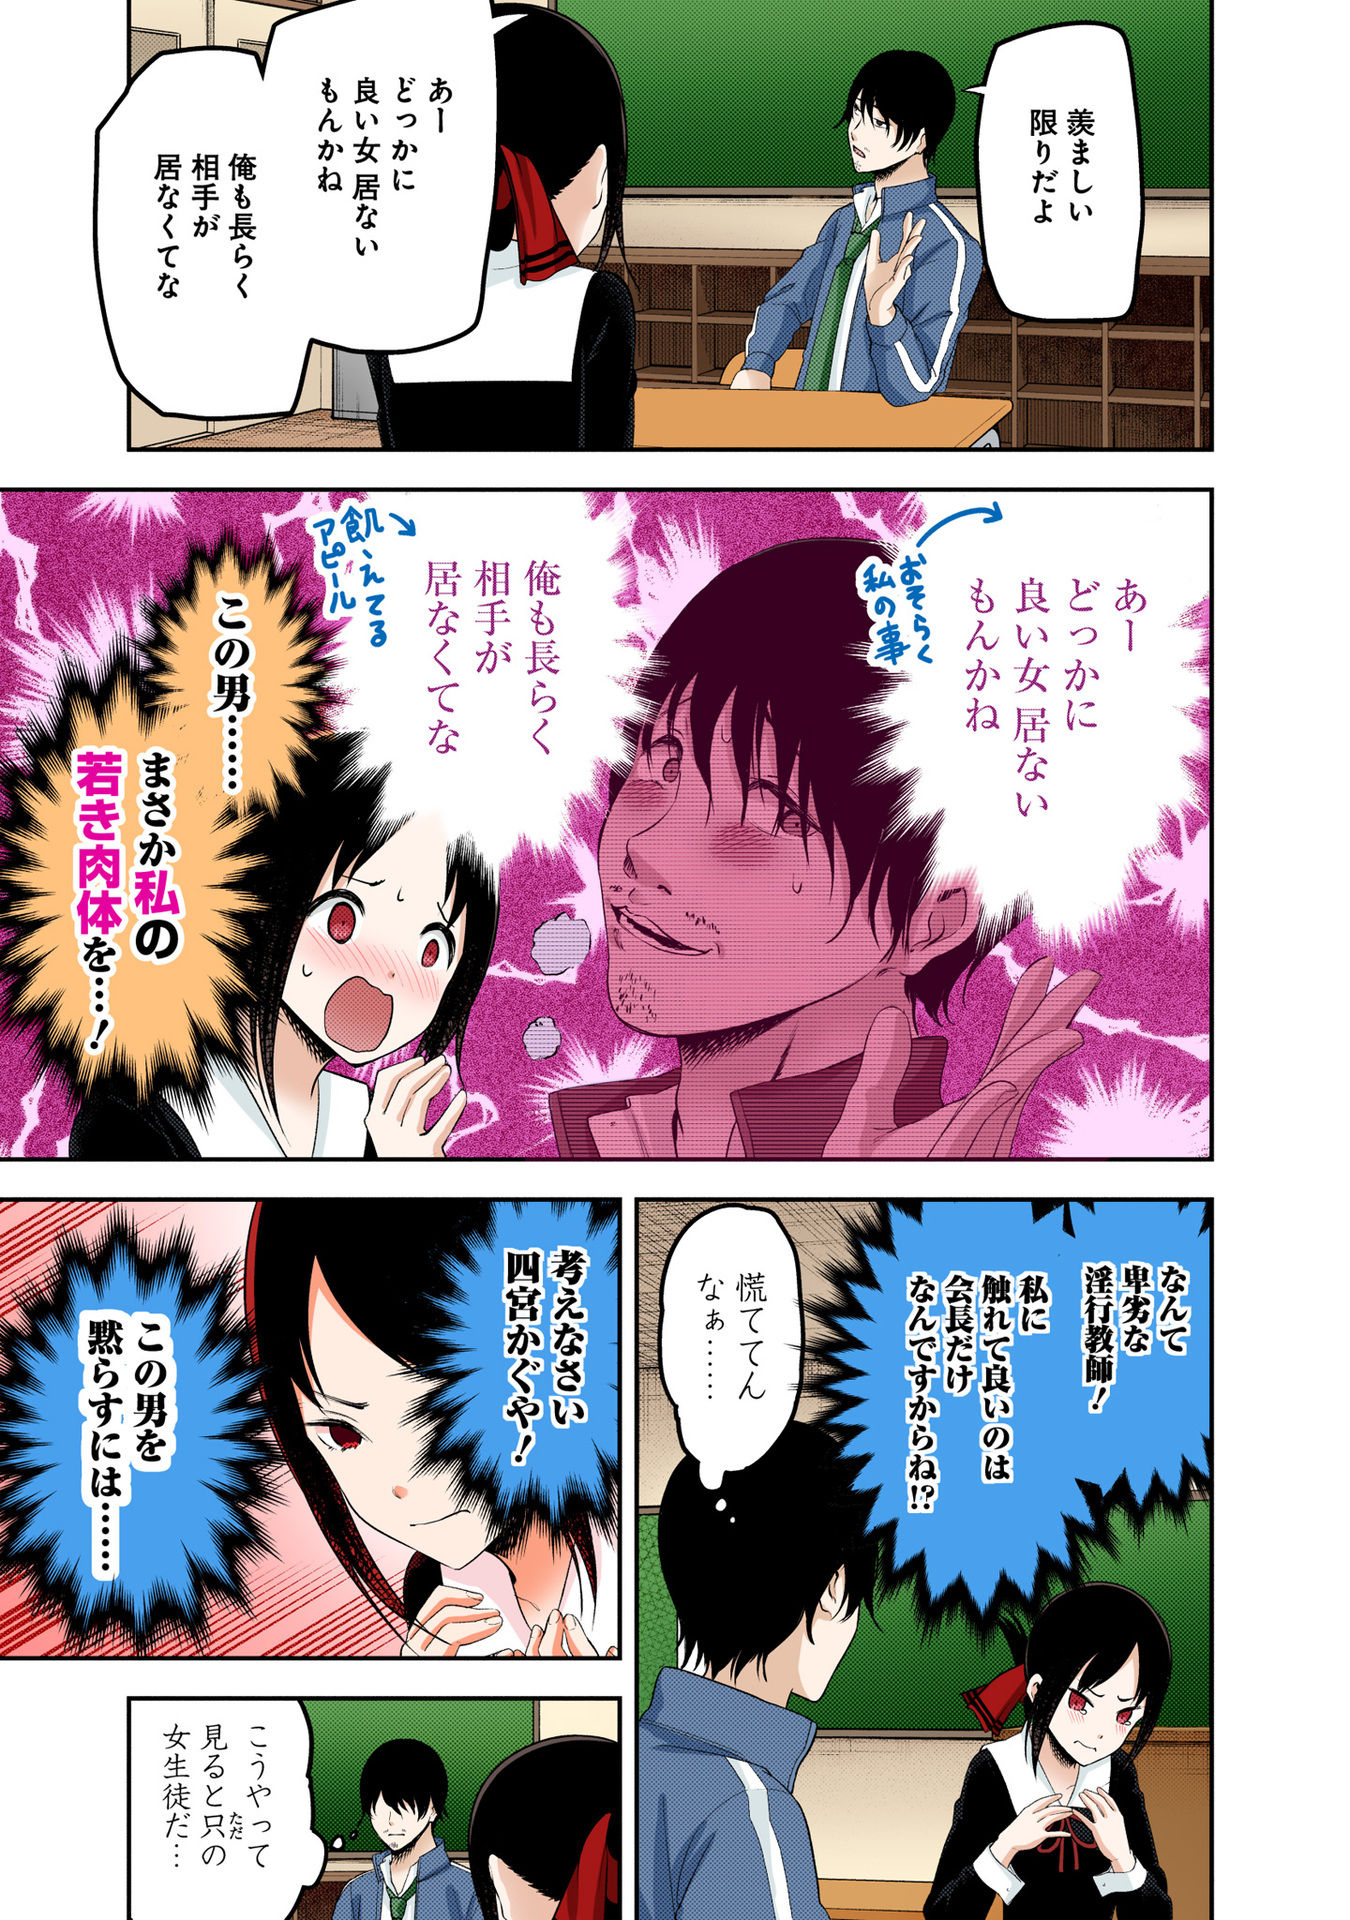 羨ましい
限りだよ
あー
どっかに
良い女居ない
もんかね
俺も長らく
相手が
居なくてな
あー
どっかに
良い女居ない
もんかね
おそらく
私の事
俺も長らく
相手が
居なくてな
飢えてる
アピール
この男……
まさか私の
若き肉体を……!
なんて
卑劣な
淫行教師!
私に
触れて良いのは
会長だけ
なんですからね!?
慌ててん
なぁ……
考えなさい
四宮かぐや!
この男を
黙らすには……
こうやって
見ると只の
ただ
女生徒だ…